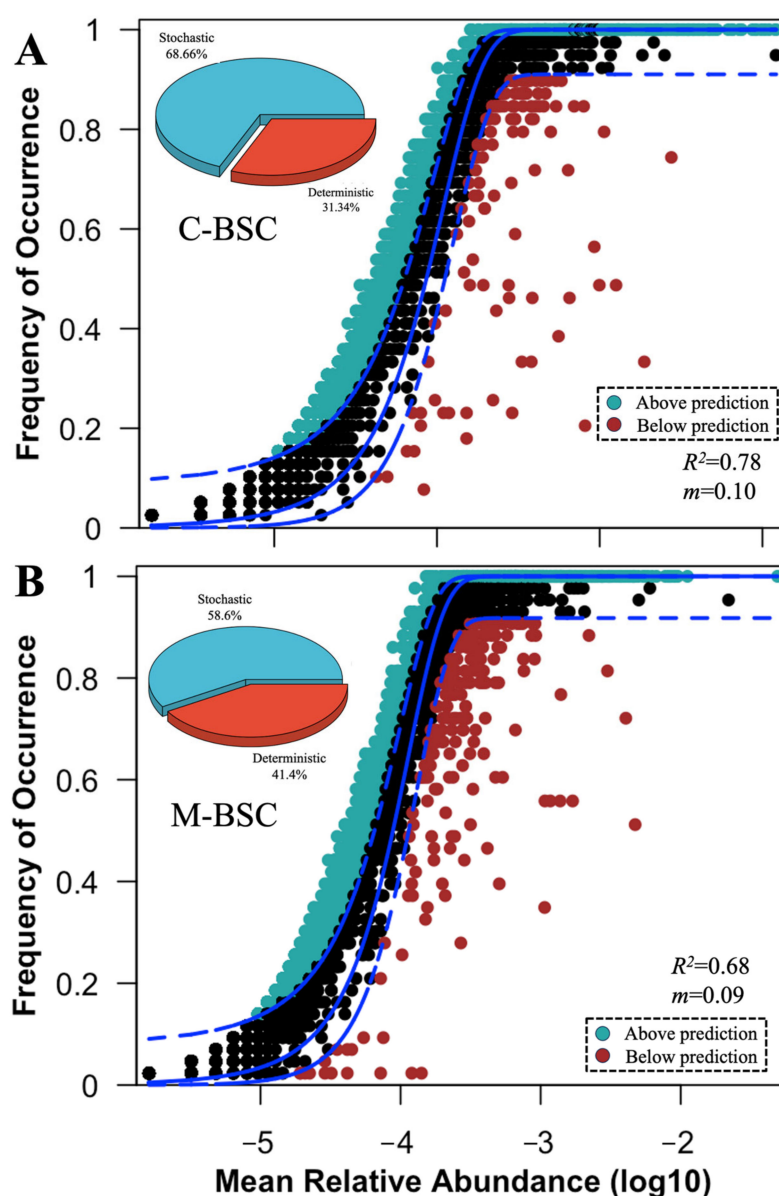 A
Stochastic
68.66%
Deterministic
31.34%
C-BSC
Frequency of Occurrence
1
0.8
0.6
0.4
0.2
0
Above prediction
Below prediction
R²=0.78
m=0.10
B
Stochastic
58.6%
Deterministic
41.4%
M-BSC
Frequency of Occurrence
1
0.8
0.6
0.4
0.2
0
R²=0.68
m=0.09
Above prediction
Below prediction
−5 −4 −3 −2
Mean Relative Abundance (log10)